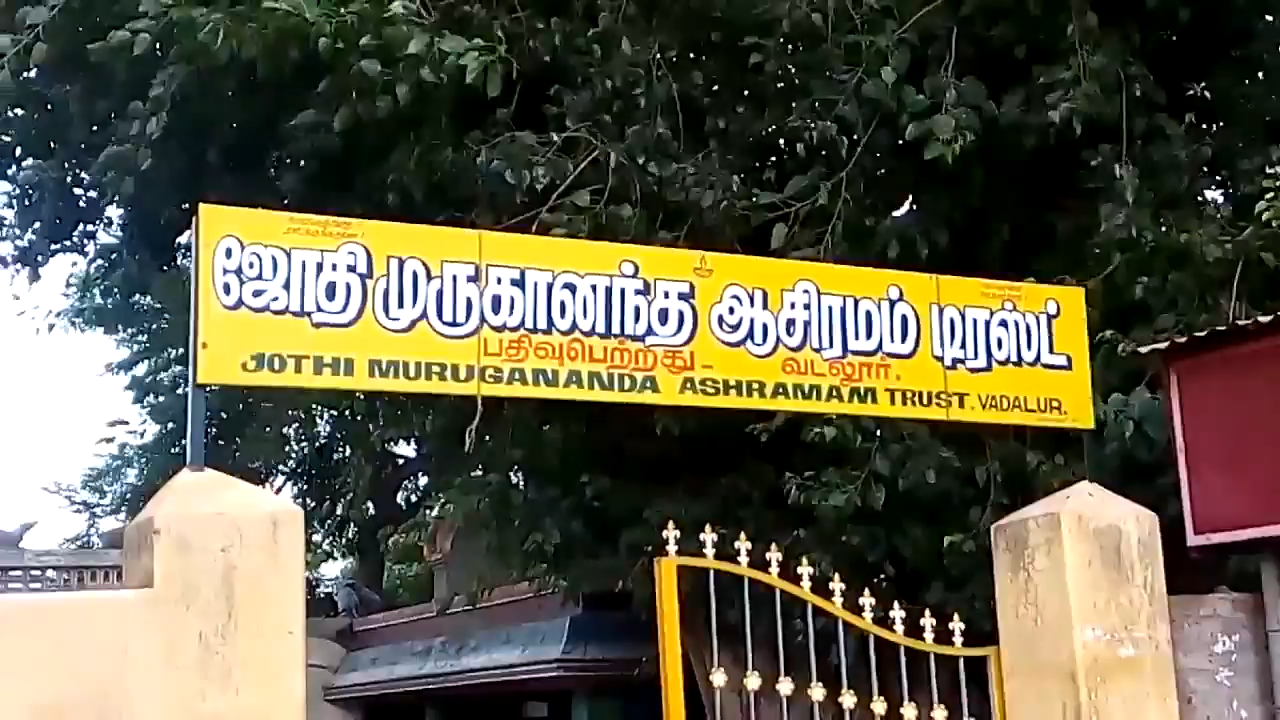 ஜோதி முருகானந்த ஆசிரமம் டிரஸ்ட்
பதிவுபெற்றது - வடலூர்.
JOTHI MURUGANANDA ASHRAMAM TRUST. VADALUR.